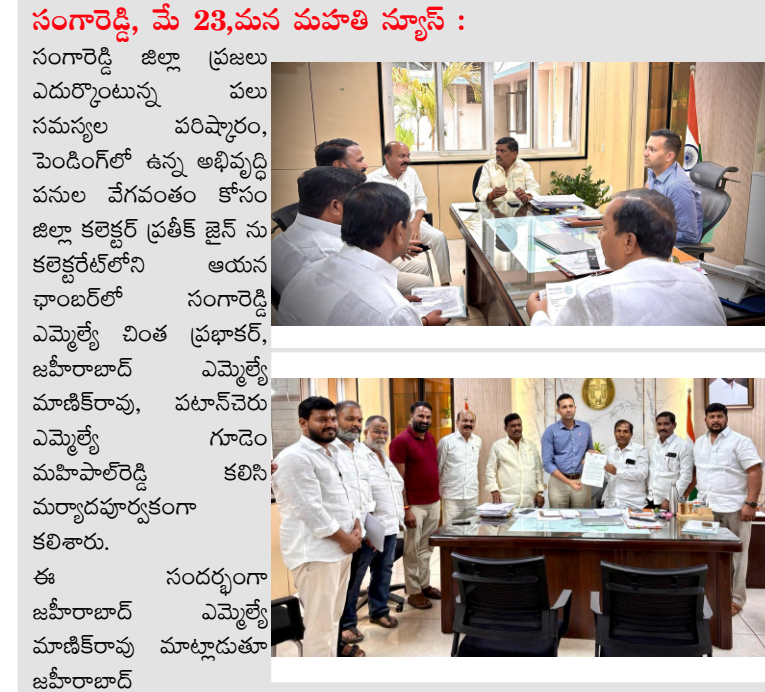 సంగారెడ్డి, మే 23,మన మహతి న్యూస్ :
సంగారెడ్డి జిల్లా ప్రజలు
ఎదుర్కొంటున్న పలు
సమస్యల పరిష్కారం,
పెండింగ్‌లో ఉన్న అభివృద్ధి
పనుల వేగవంతం కోసం
జిల్లా కలెక్టర్ ప్రతీక్ జైన్ ను
కలెక్టరేట్‌లోని ఆయన
ఛాంబర్‌లో సంగారెడ్డి
ఎమ్మెల్యే చింత ప్రభాకర్,
జహీరాబాద్ ఎమ్మెల్యే
మాణిక్‌రావు, పటాన్‌చెరు
ఎమ్మెల్యే గూడెం
మహిపాల్‌రెడ్డి కలిసి
మర్యాదపూర్వకంగా
కలిశారు.
ఈ సందర్భంగా
జహీరాబాద్ ఎమ్మెల్యే
మాణిక్‌రావు మాట్లాడుతూ
జహీరాబాద్